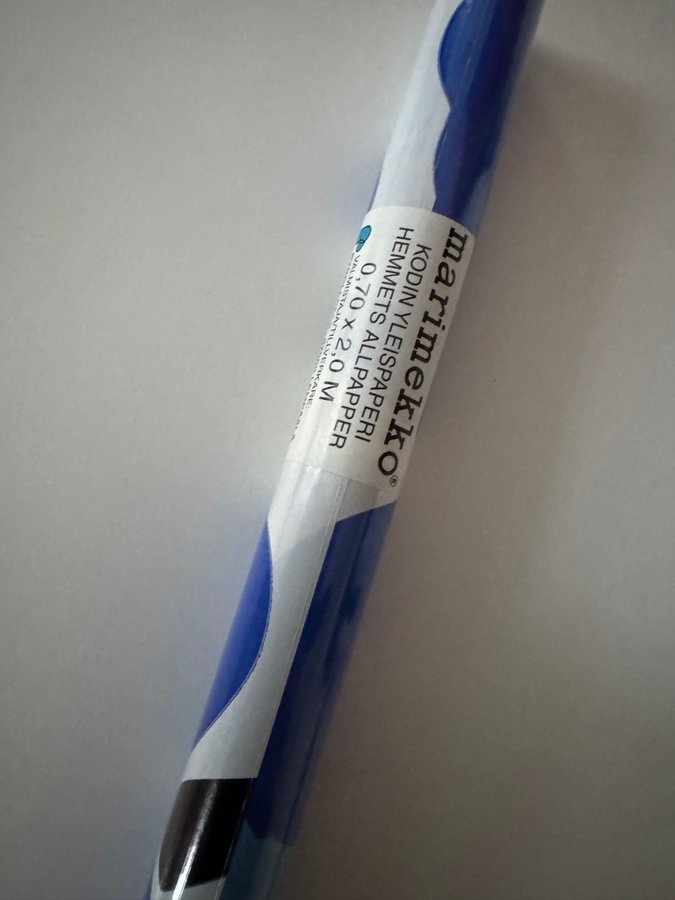 marimekko®
KODIN YLEISPAPERI
HEMMETS ALLPAPPER
0,70 x 2,0 M